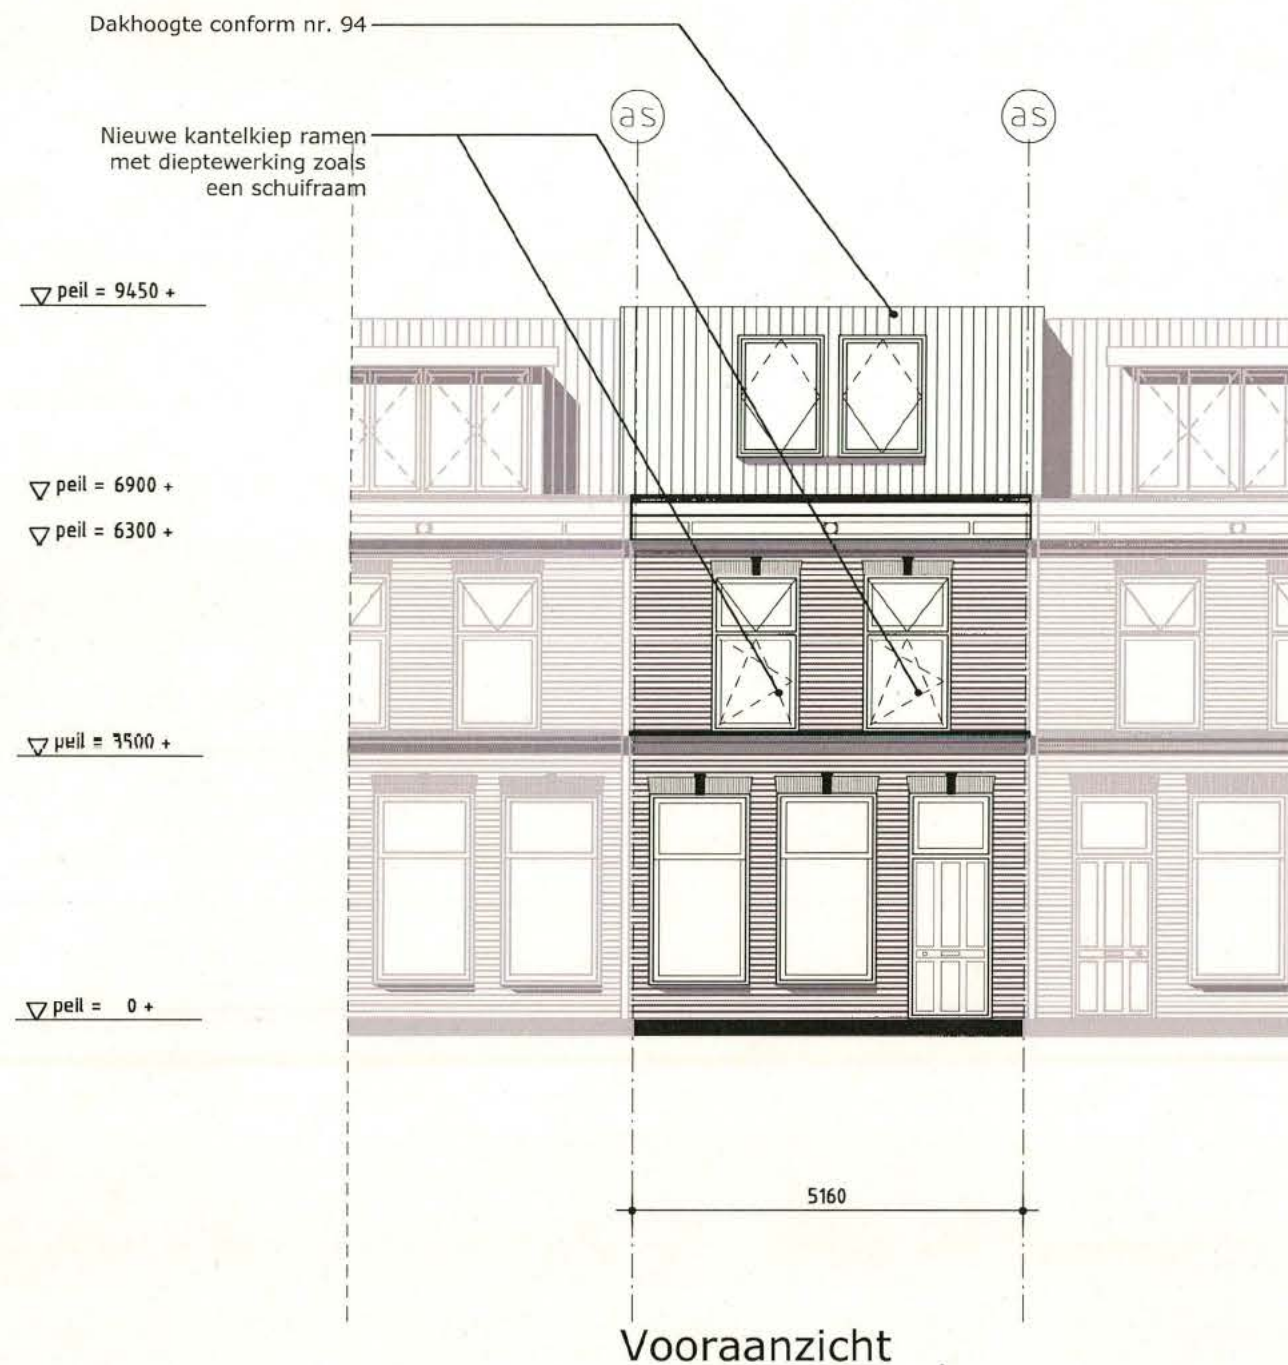 Dakhoogte conform nr. 94
as
as
Nieuwe kantelkiep ramen
met dieptewerking zoals
een schuifraam
peil = 9450 +
peil = 6900 +
peil = 6300 +
peil = 3500 +
peil = 0 +
5160
Vooraanzicht